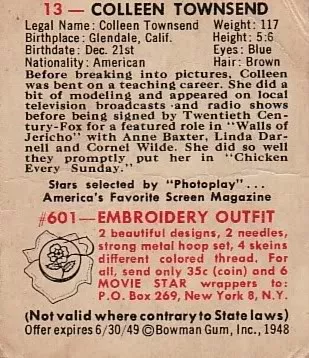 13 — COLLEEN TOWNSEND
Legal Name: Colleen Townsend Weight: 117
Birthplace: Glendale, Calif. Height: 5:6
Birthdate: Dec. 21st Eyes: Blue
Nationality: American Hair: Brown
Before breaking into pictures, Colleen
was bent on a teaching career. She did a
bit of modeling and appeared on local
television broadcasts and radio shows
before being signed by Twentieth Cen-
tury-Fox for a featured role in "Walls of
Jericho" with Anne Baxter, Linda Dar-
nell and Cornel Wilde. She did so well
they promptly put her in "Chicken
Every Sunday."
Stars selected by "Photoplay"...
America's Favorite Screen Magazine
#601—EMBROIDERY OUTFIT
2 beautiful designs, 2 needles,
strong metal hoop set, 4 skeins
different colored thread. For
all, send only 35c (coin) and 6
MOVIE STAR wrappers to:
P.O. BOX 269, New York 8, N.Y.
(Not valid where contrary to State laws)
Offer expires 6/30/49 ©Bowman Gum, Inc., 1948